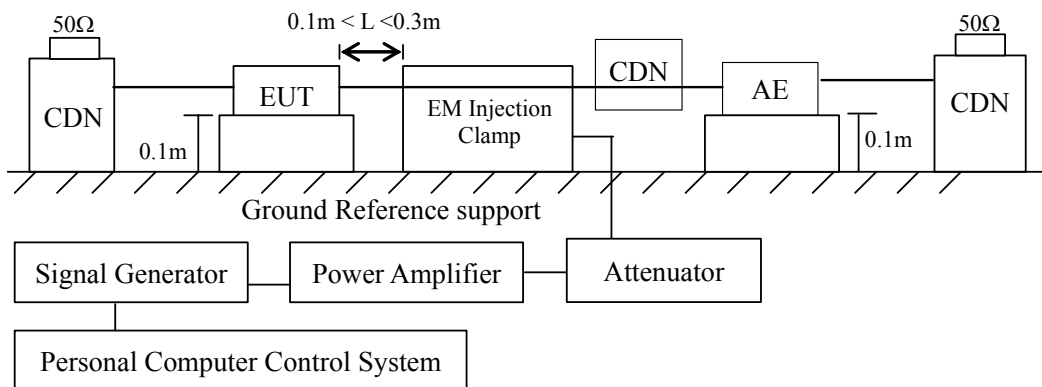 0.1m < L <0.3m
50Ω
50Ω
CDN
EUT
EM Injection
Clamp
CDN
AE
CDN
0.1m
0.1m
Ground Reference support
Signal Generator
Power Amplifier
Attenuator
Personal Computer Control System